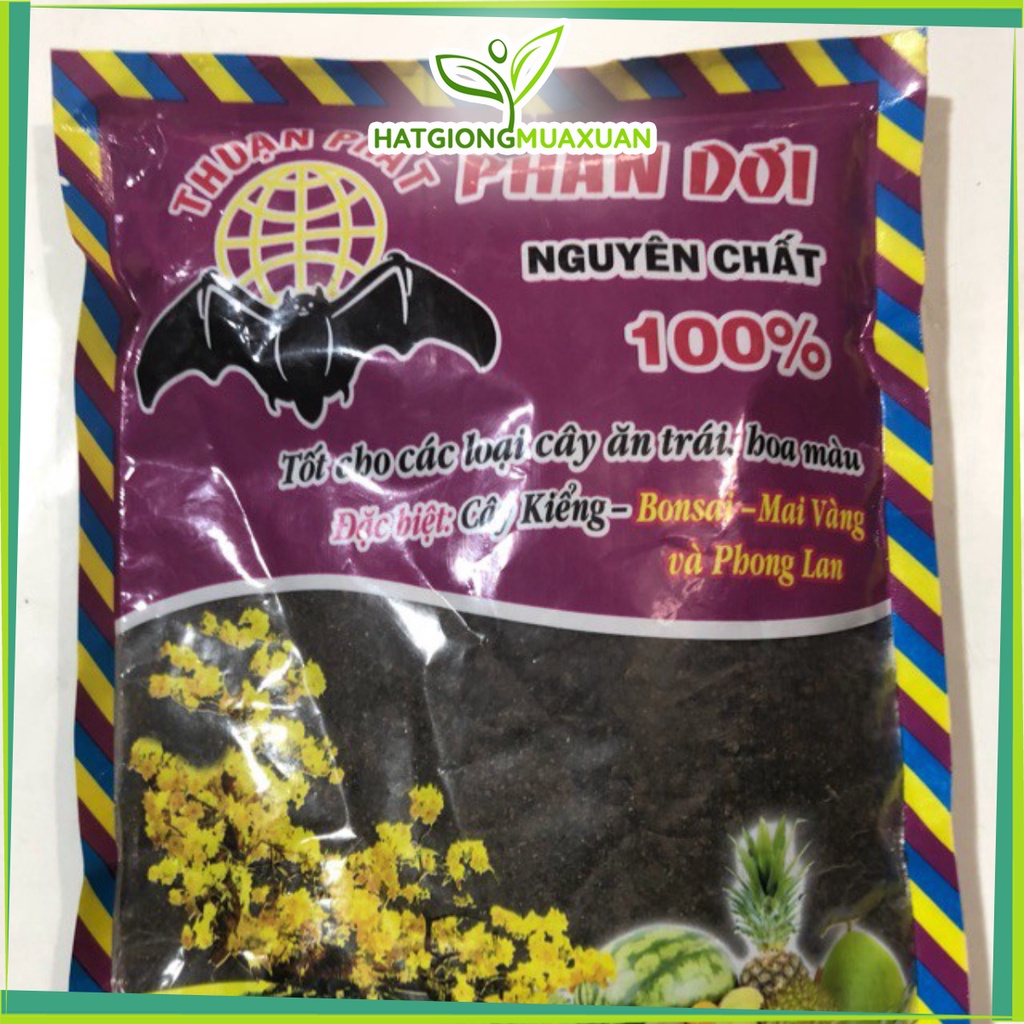 HATGIONGMUAXUAN
THUẬN PHÁT
PHÂN DƠI
NGUYÊN CHẤT
100%
Tốt cho các loại cây ăn trái, hoa màu
Đặc biệt: Cây Kiểng - Bonsai - Mai Vàng
và Phong Lan